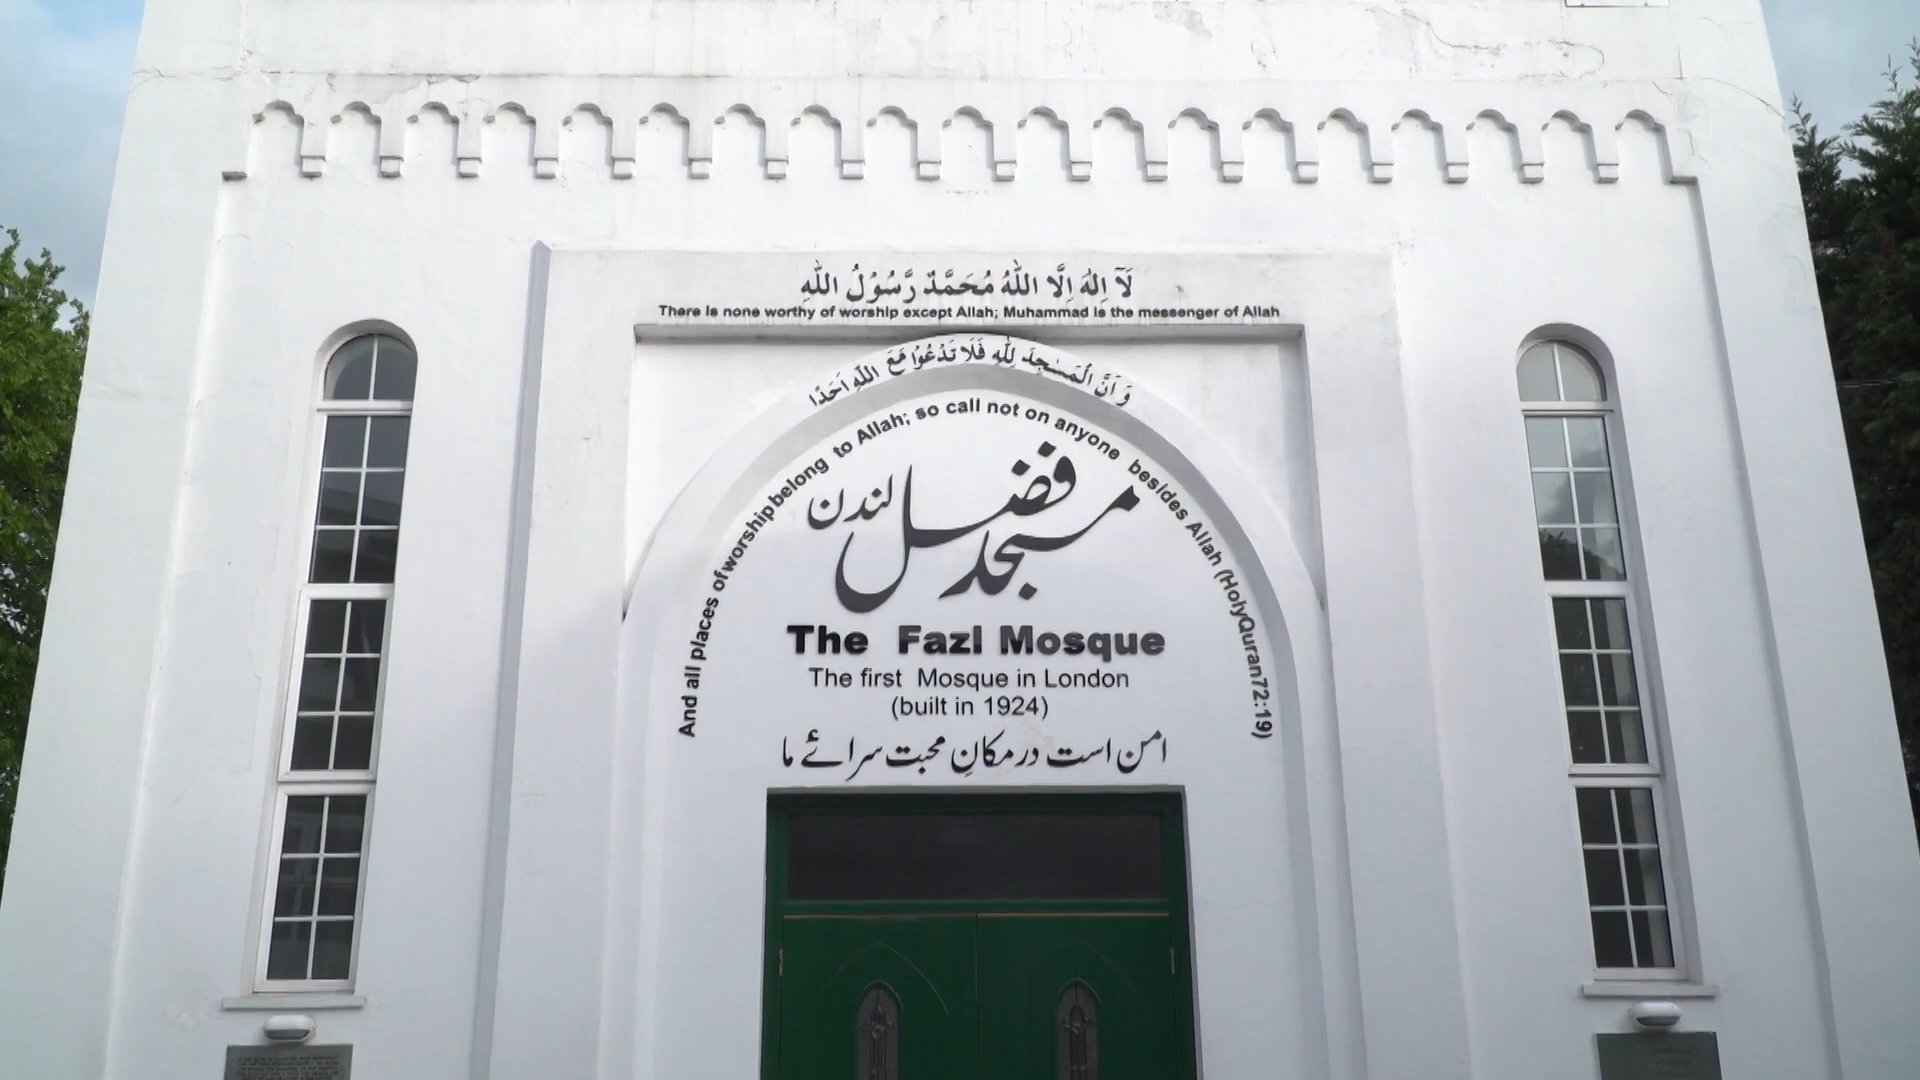 لَآ اِلٰهَ اِلَّا اللّٰهُ مُحَمَّدٌ رَّسُوْلُ اللّٰهِ
There is none worthy of worship except Allah; Muhammad is the messenger of Allah
وَ اَنَّ الْمَسٰجِدَ لِلّٰهِ فَلَا تَدْعُوْا مَعَ اللّٰهِ اَحَدًا
And all places of worship belong to Allah; so call not on anyone besides Allah (Holy Quran 72:19)
مسجد فضل لندن
The Fazl Mosque
The first Mosque in London
(built in 1924)
امن است در مکانِ محبت سرائے ما